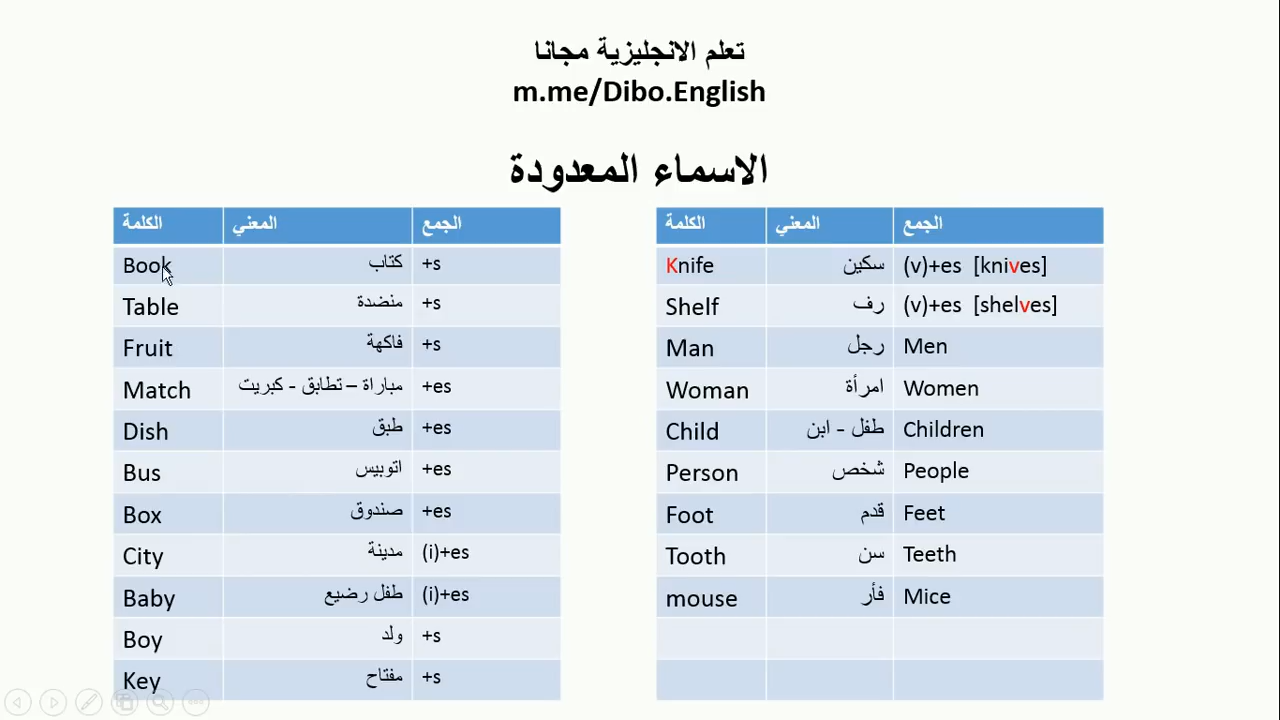 تعلم الانجليزية مجانا
m.me/Dibo.English
الاسماء المعدودة
الكلمة المعني الجمع
Book كتاب +s
Table منضدة +s
Fruit فاكهة +s
Match مباراة – تطابق - كبريت +es
Dish طبق +es
Bus اتوبيس +es
Box صندوق +es
City مدينة (i)+es
Baby طفل رضيع (i)+es
Boy ولد +s
Key مفتاح +s
الكلمة المعني الجمع
Knife سكين (v)+es [knives]
Shelf رف (v)+es [shelves]
Man رجل Men
Woman امرأة Women
Child طفل - ابن Children
Person شخص People
Foot قدم Feet
Tooth سن Teeth
mouse فأر Mice